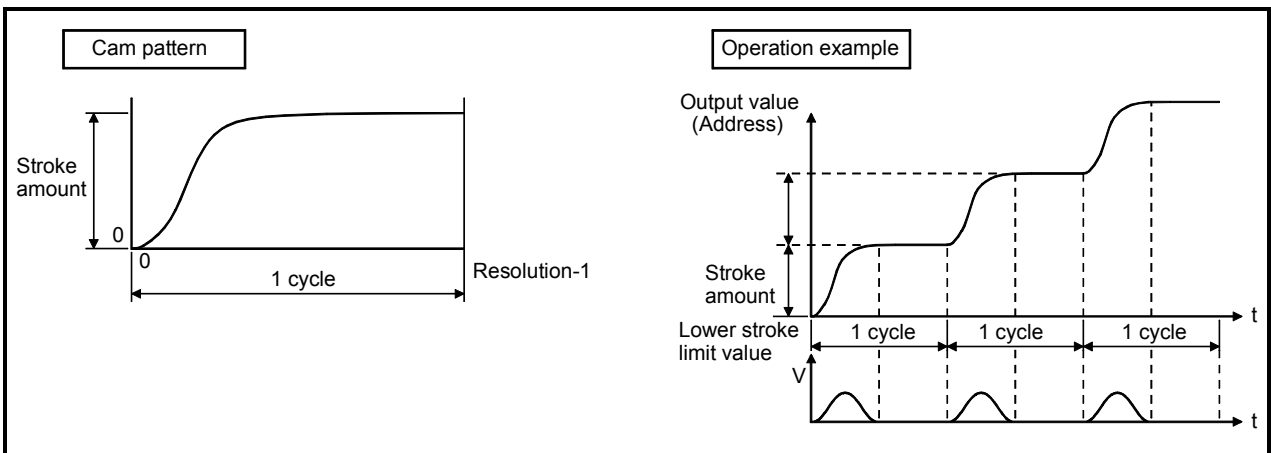 Cam pattern
Stroke
amount
0
0
1 cycle
Resolution-1
Operation example
Output value
(Address)
Stroke
amount
Lower stroke
limit value
1 cycle
1 cycle
1 cycle
t
V
t